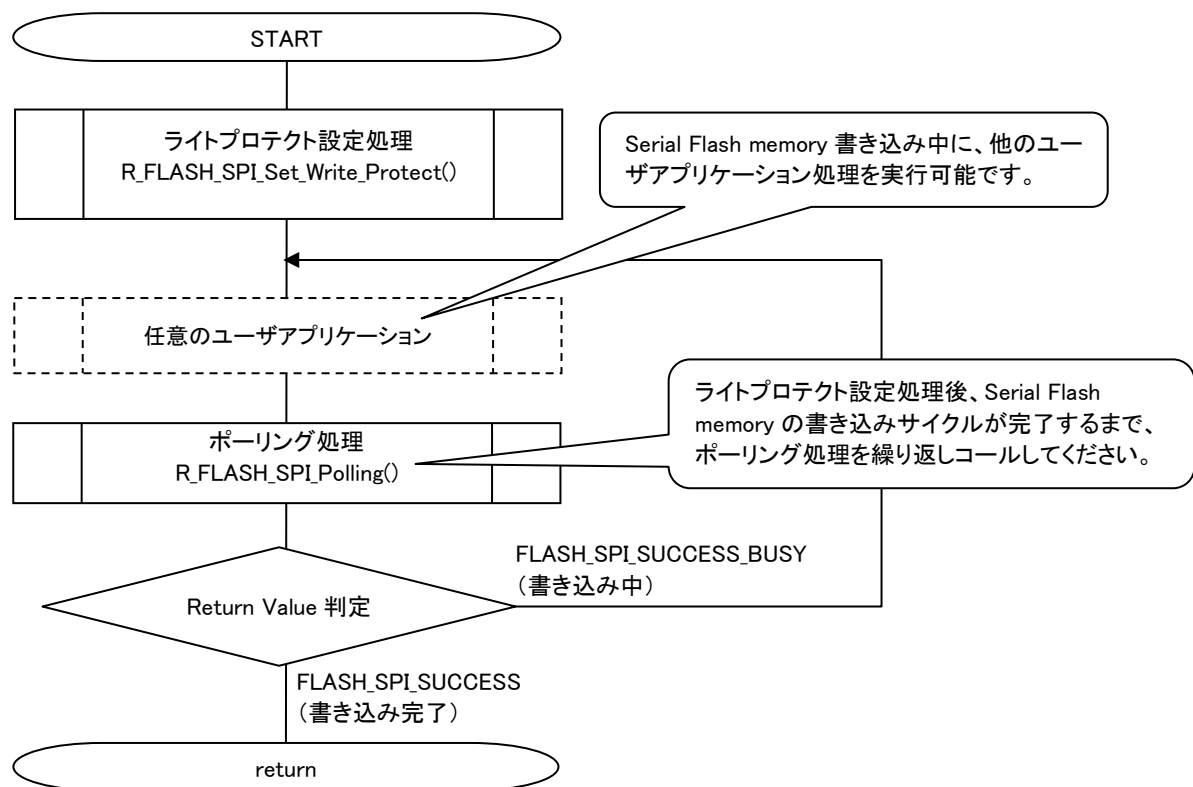 START
ライトプロテクト設定処理
R_FLASH_SPI_Set_Write_Protect()
Serial Flash memory 書き込み中に、他のユー
ザアプリケーション処理を実行可能です。
任意のユーザアプリケーション
ライトプロテクト設定処理後、Serial Flash
memory の書き込みサイクルが完了するまで、
ポーリング処理を繰り返しコールしてください。
ポーリング処理
R_FLASH_SPI_Polling()
FLASH_SPI_SUCCESS_BUSY
（書き込み中）
Return Value 判定
FLASH_SPI_SUCCESS
（書き込み完了）
return